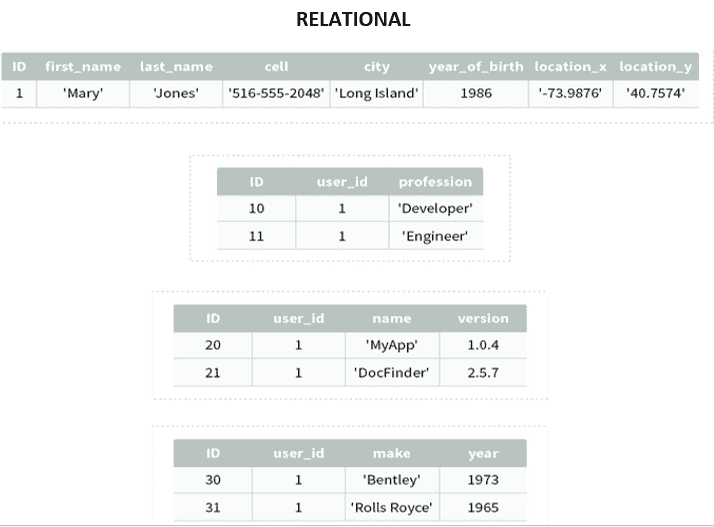 RELATIONAL
ID first_name last_name cell city year_of_birth location_x location_y
1 'Mary' 'Jones' '516-555-2048' 'Long Island' 1986 '-73.9876' '40.7574'
ID user_id profession
10 1 'Developer'
11 1 'Engineer'
ID user_id name version
20 1 'MyApp' 1.0.4
21 1 'DocFinder' 2.5.7
ID user_id make year
30 1 'Bentley' 1973
31 1 'Rolls Royce' 1965